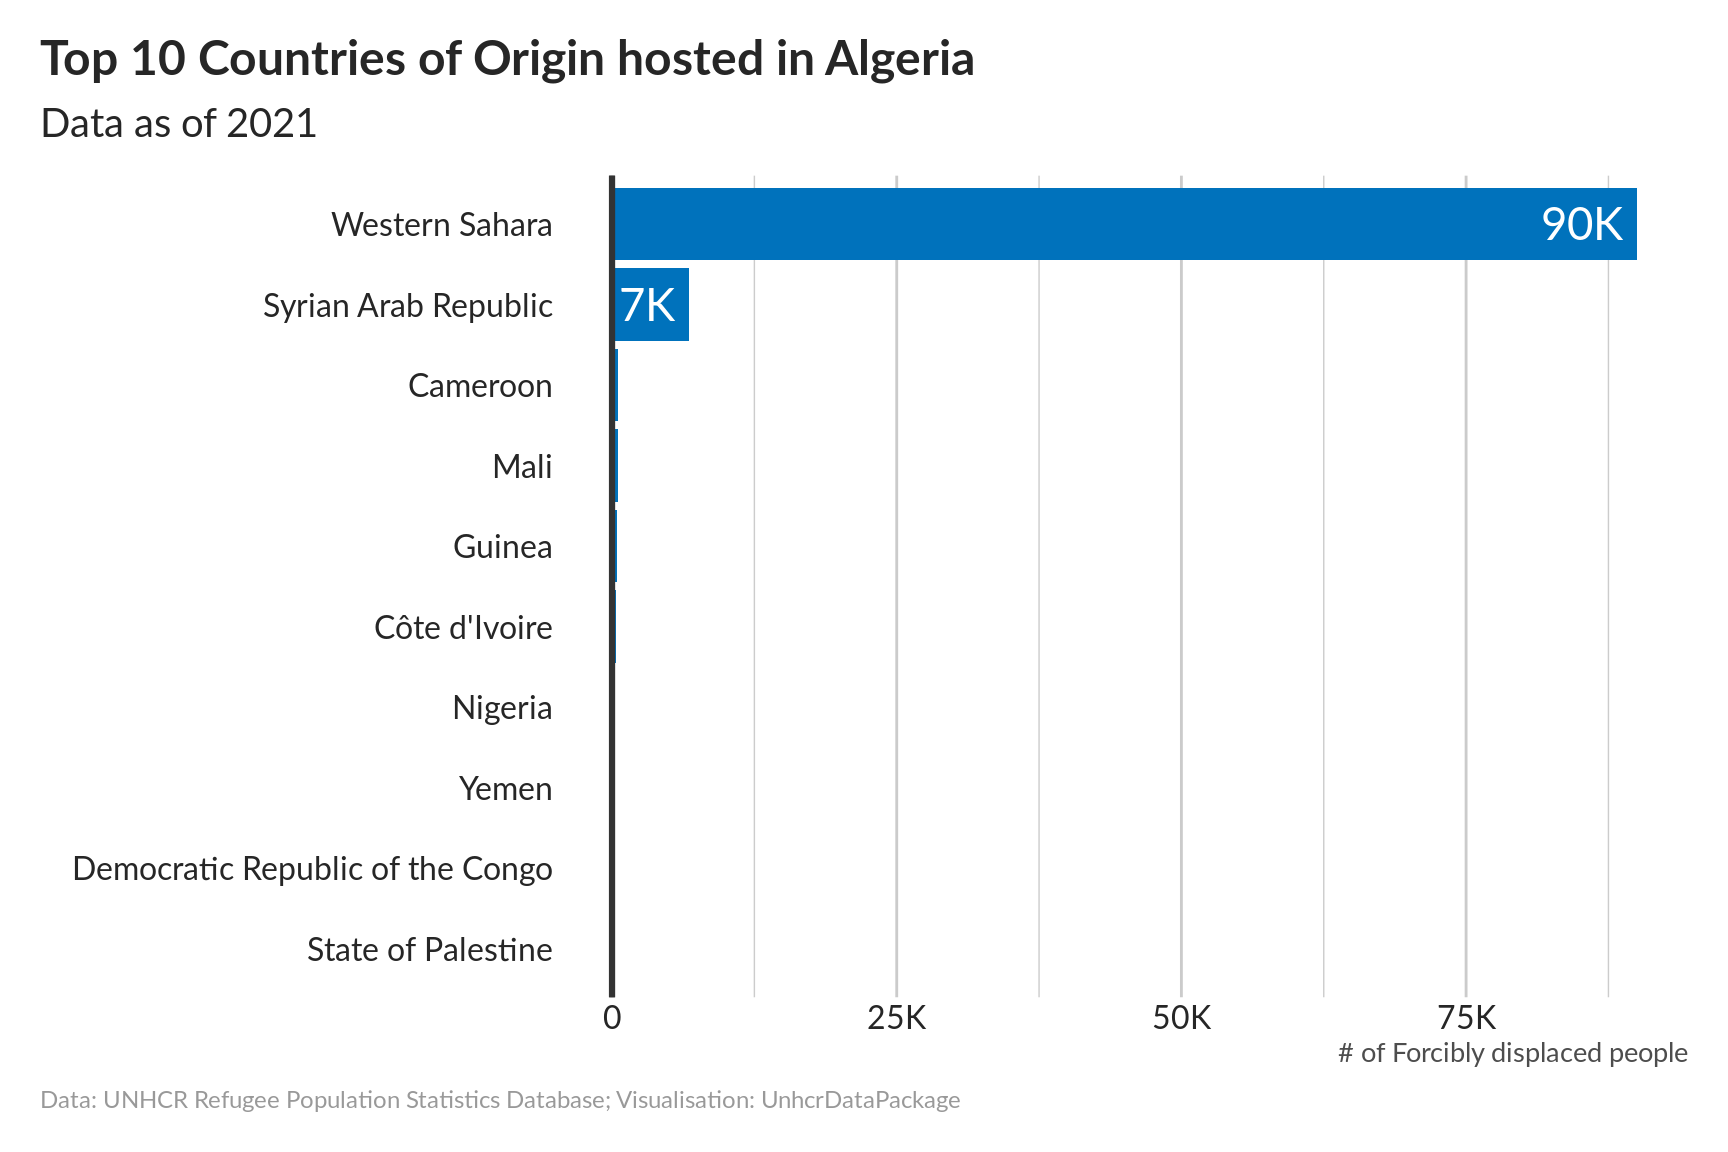 Top 10 Countries of Origin hosted in Algeria
Data as of 2021
Western Sahara 90K
Syrian Arab Republic 7K
Cameroon
Mali
Guinea
Côte d'Ivoire
Nigeria
Yemen
Democratic Republic of the Congo
State of Palestine
0 25K 50K 75K
# of Forcibly displaced people
Data: UNHCR Refugee Population Statistics Database; Visualisation: UnhcrDataPackage